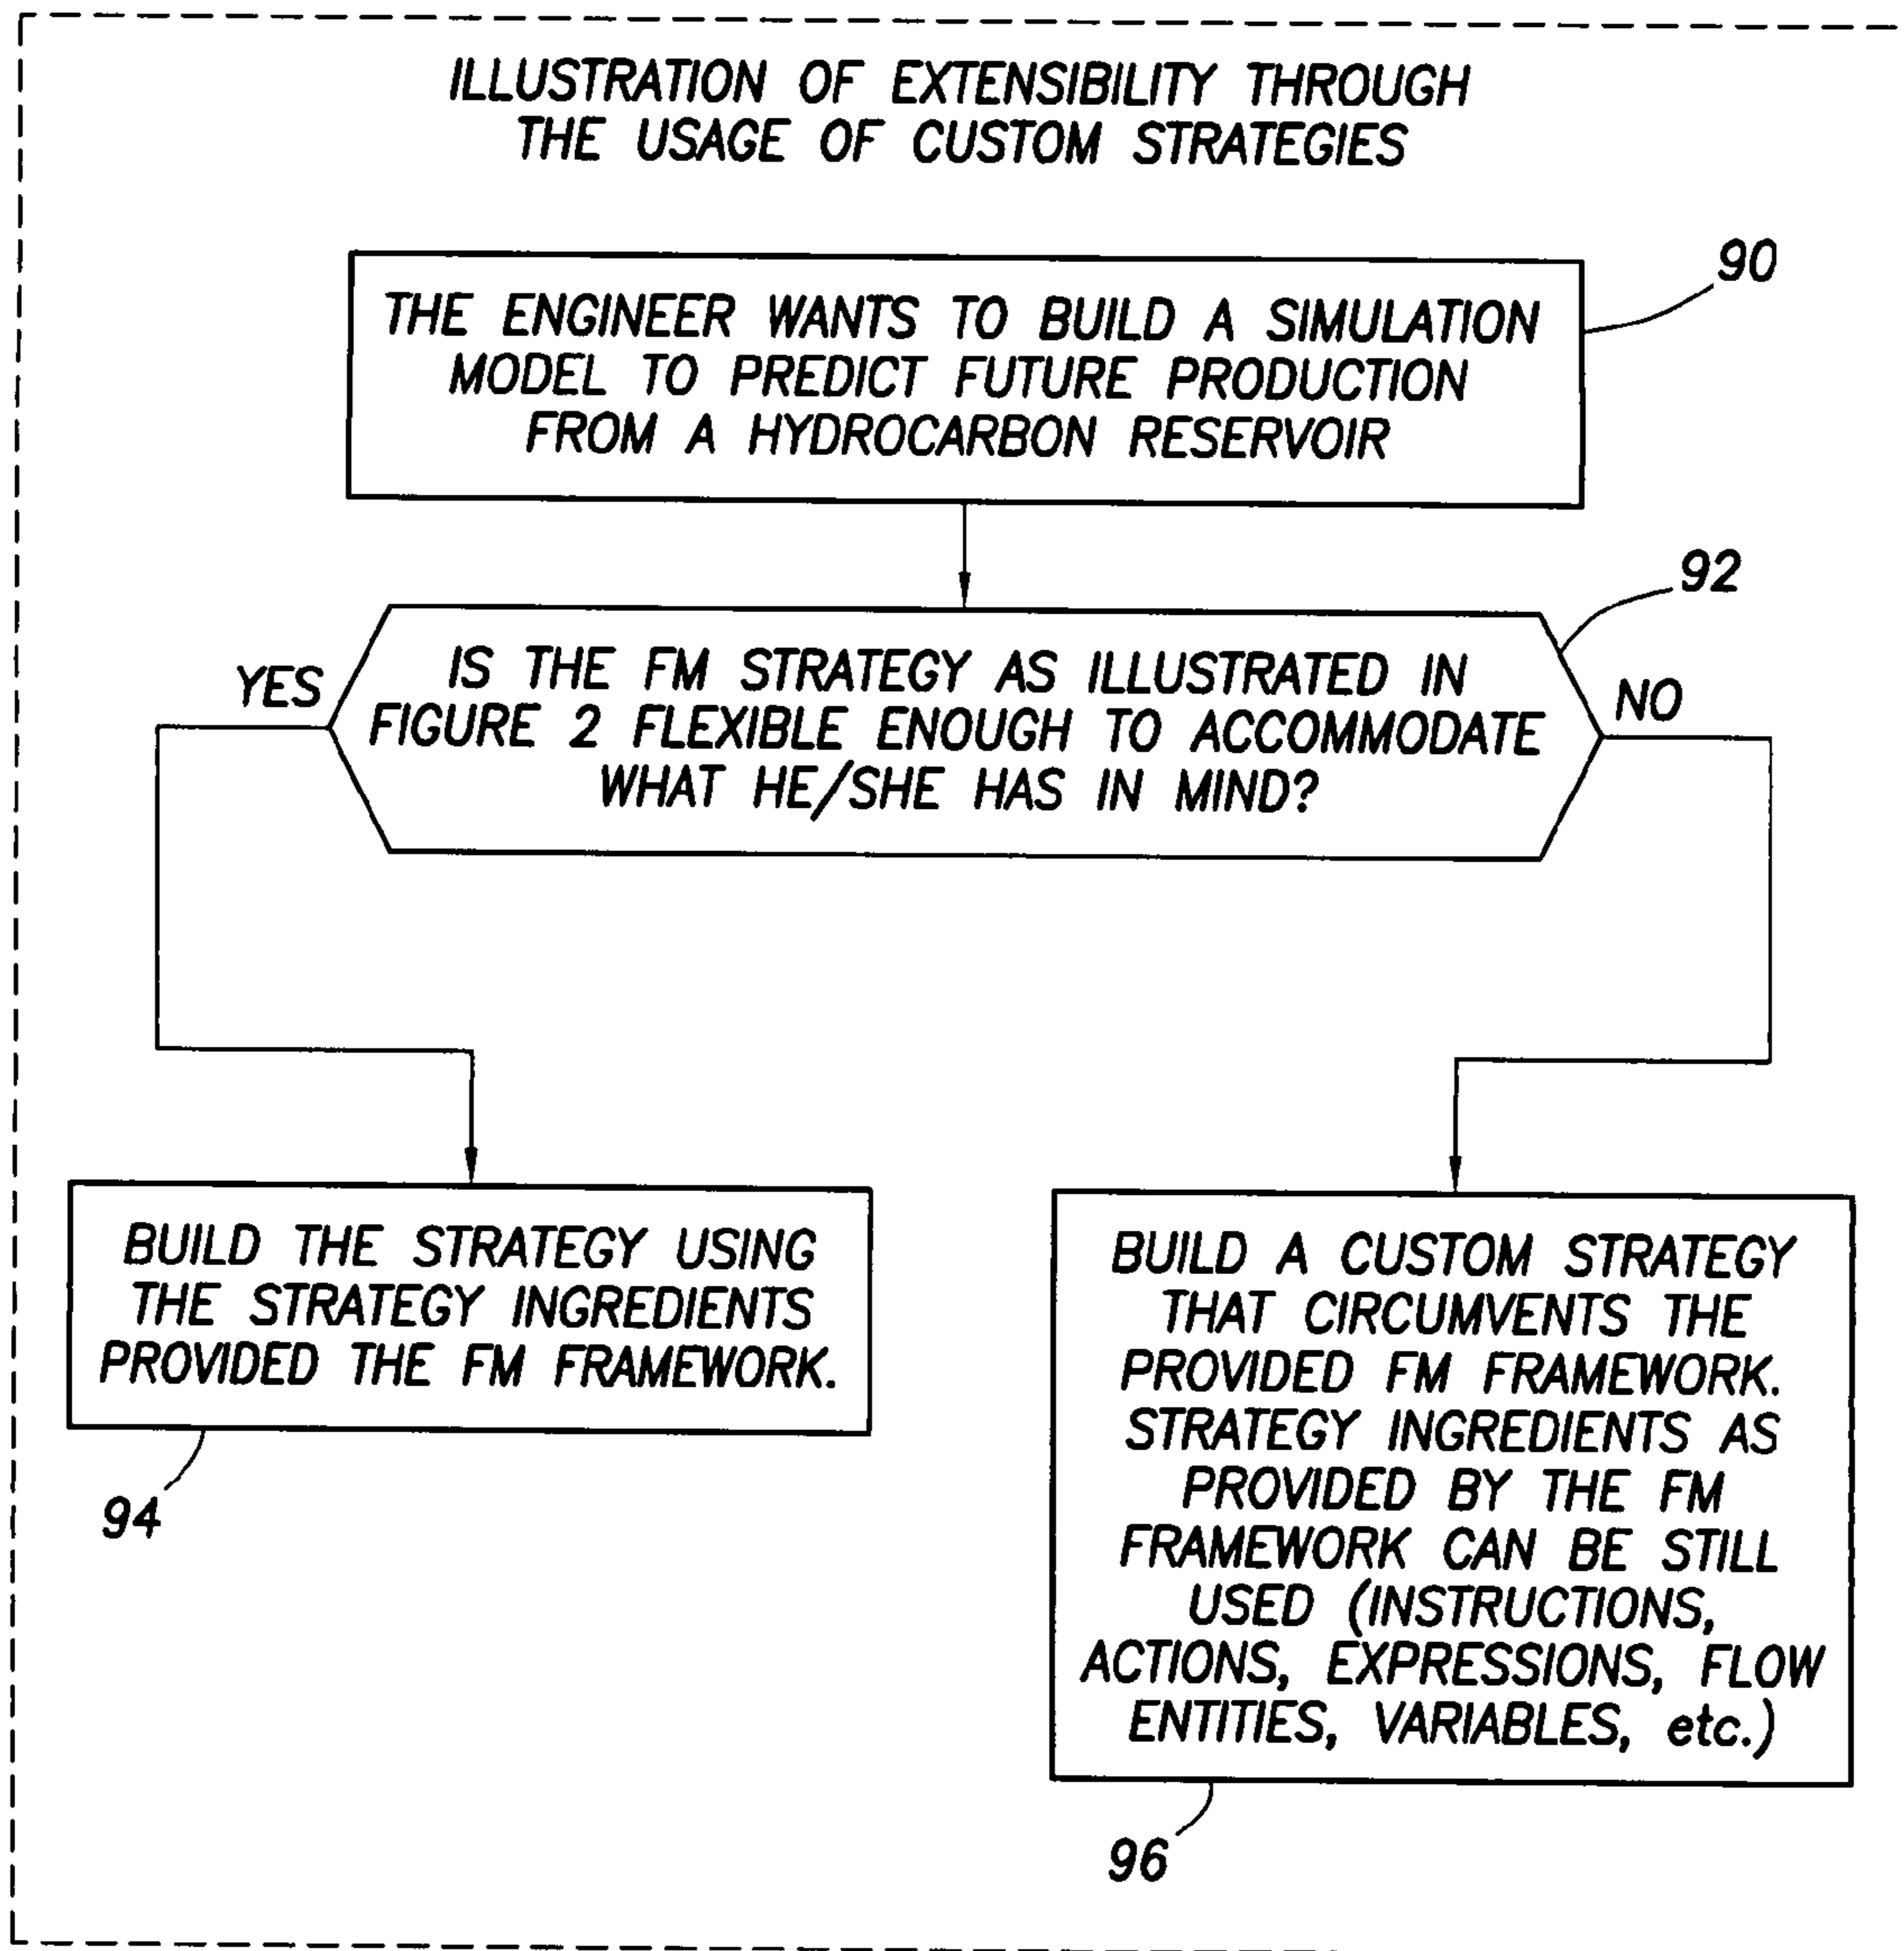 ILLUSTRATION OF EXTENSIBILITY THROUGH
THE USAGE OF CUSTOM STRATEGIES
90
THE ENGINEER WANTS TO BUILD A SIMULATION
MODEL TO PREDICT FUTURE PRODUCTION
FROM A HYDROCARBON RESERVOIR
92
YES
IS THE FM STRATEGY AS ILLUSTRATED IN
FIGURE 2 FLEXIBLE ENOUGH TO ACCOMMODATE
WHAT HE/SHE HAS IN MIND?
NO
BUILD THE STRATEGY USING
THE STRATEGY INGREDIENTS
PROVIDED THE FM FRAMEWORK.
94
BUILD A CUSTOM STRATEGY
THAT CIRCUMVENTS THE
PROVIDED FM FRAMEWORK.
STRATEGY INGREDIENTS AS
PROVIDED BY THE FM
FRAMEWORK CAN BE STILL
USED (INSTRUCTIONS,
ACTIONS, EXPRESSIONS, FLOW
ENTITIES, VARIABLES, etc.)
96